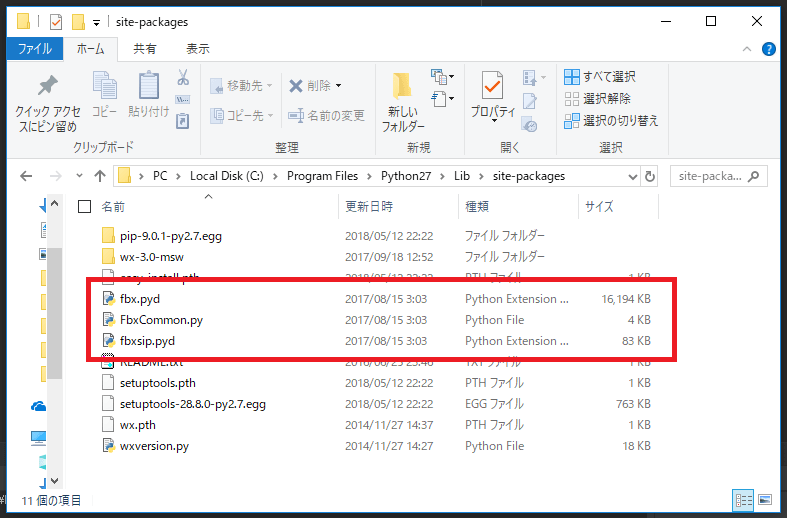 site-packages
ファイル ホーム 共有 表示
クイック アクセスにピン留め
コピー
貼り付け
移動先
コピー先
削除
名前の変更
新しいフォルダー
プロパティ
すべて選択
選択解除
選択の切り替え
クリップボード 整理 新規 開く 選択
PC > Local Disk (C:) > Program Files > Python27 > Lib > site-packages
site-packa...
名前 更新日時 種類 サイズ
pip-9.0.1-py2.7.egg 2018/05/12 22:22 ファイル フォルダー
wx-3.0-msw 2017/09/18 12:52 ファイル フォルダー
easy-install.pth 2018/05/12 22:22 PTH ファイル 1 KB
fbx.pyd 2017/08/15 3:03 Python Extension ... 16,194 KB
FbxCommon.py 2017/08/15 3:03 Python File 4 KB
fbxsip.pyd 2017/08/15 3:03 Python Extension ... 83 KB
README.txt TXT ファイル 1 KB
setuptools.pth 2018/05/12 22:22 PTH ファイル 1 KB
setuptools-28.8.0-py2.7.egg 2018/05/12 22:22 EGG ファイル 763 KB
wx.pth 2014/11/27 14:37 PTH ファイル 1 KB
wxversion.py 2014/11/27 14:27 Python File 18 KB
11 個の項目